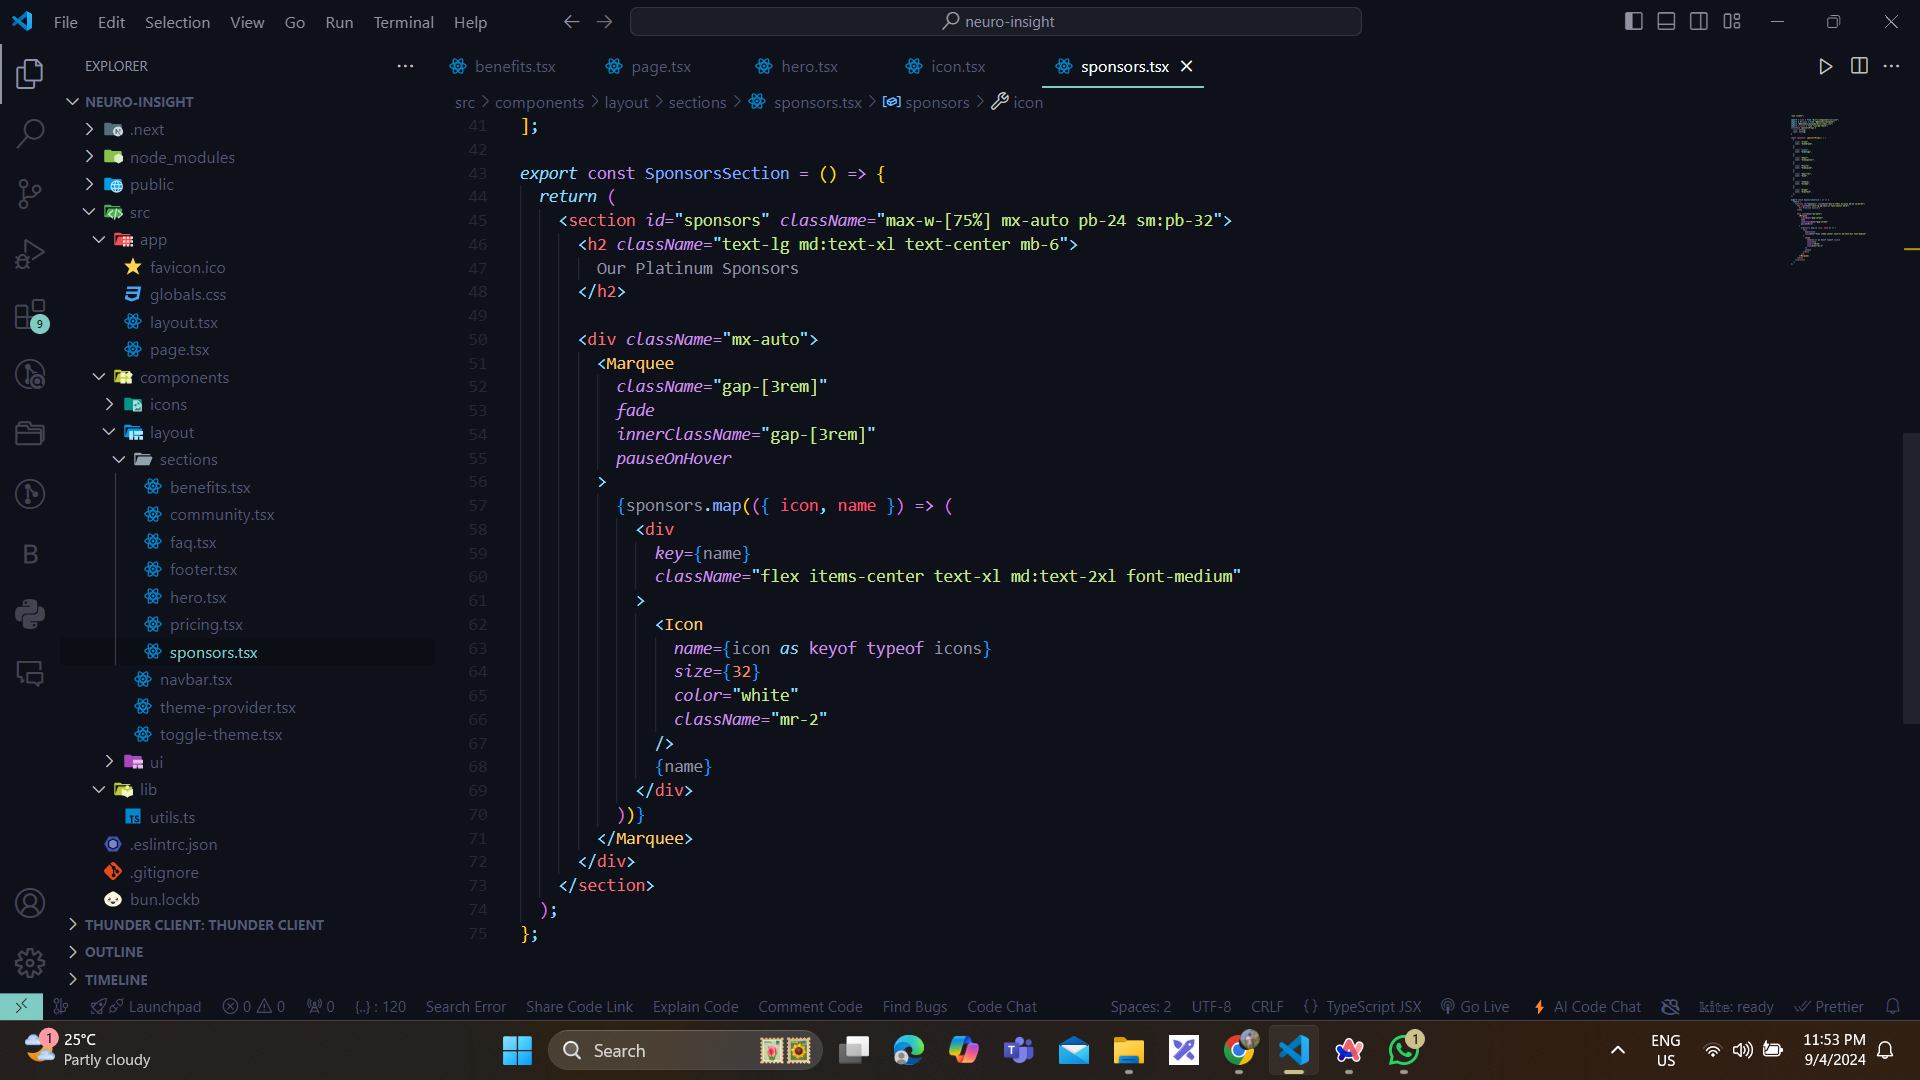 File Edit Selection View Go Run Terminal Help
neuro-insight
EXPLORER
NEURO-INSIGHT
.next
node_modules
public
src
app
favicon.ico
globals.css
layout.tsx
page.tsx
components
icons
layout
sections
benefits.tsx
community.tsx
faq.tsx
footer.tsx
hero.tsx
pricing.tsx
sponsors.tsx
navbar.tsx
theme-provider.tsx
toggle-theme.tsx
ui
lib
utils.ts
.eslintrc.json
.gitignore
bun.lockb
THUNDER CLIENT: THUNDER CLIENT
OUTLINE
TIMELINE
9
B
benefits.tsx page.tsx hero.tsx icon.tsx sponsors.tsx
src > components > layout > sections > sponsors.tsx > sponsors > icon
41 ];
42
43 export const SponsorsSection = () => {
44 return (
45 <section id="sponsors" className="max-w-[75%] mx-auto pb-24 sm:pb-32">
46 <h2 className="text-lg md:text-xl text-center mb-6">
47 Our Platinum Sponsors
48 </h2>
49
50 <div className="mx-auto">
51 <Marquee
52 className="gap-[3rem]"
53 fade
54 innerClassName="gap-[3rem]"
55 pauseOnHover
56 >
57 {sponsors.map(({ icon, name }) => (
58 <div
59 key={name}
60 className="flex items-center text-xl md:text-2xl font-medium"
61 >
62 <Icon
63 name={icon as keyof typeof icons}
64 size={32}
65 color="white"
66 className="mr-2"
67 />
68 {name}
69 </div>
70 ))}
71 </Marquee>
72 </div>
73 </section>
74 );
75 };
Launchpad 0 0 0 {..} : 120 Search Error Share Code Link Explain Code Comment Code Find Bugs Code Chat Spaces: 2 UTF-8 CRLF {} TypeScript JSX Go Live AI Code Chat kite: ready Prettier
1
25°C
Partly cloudy
Search
1
ENG
US
11:53 PM
9/4/2024